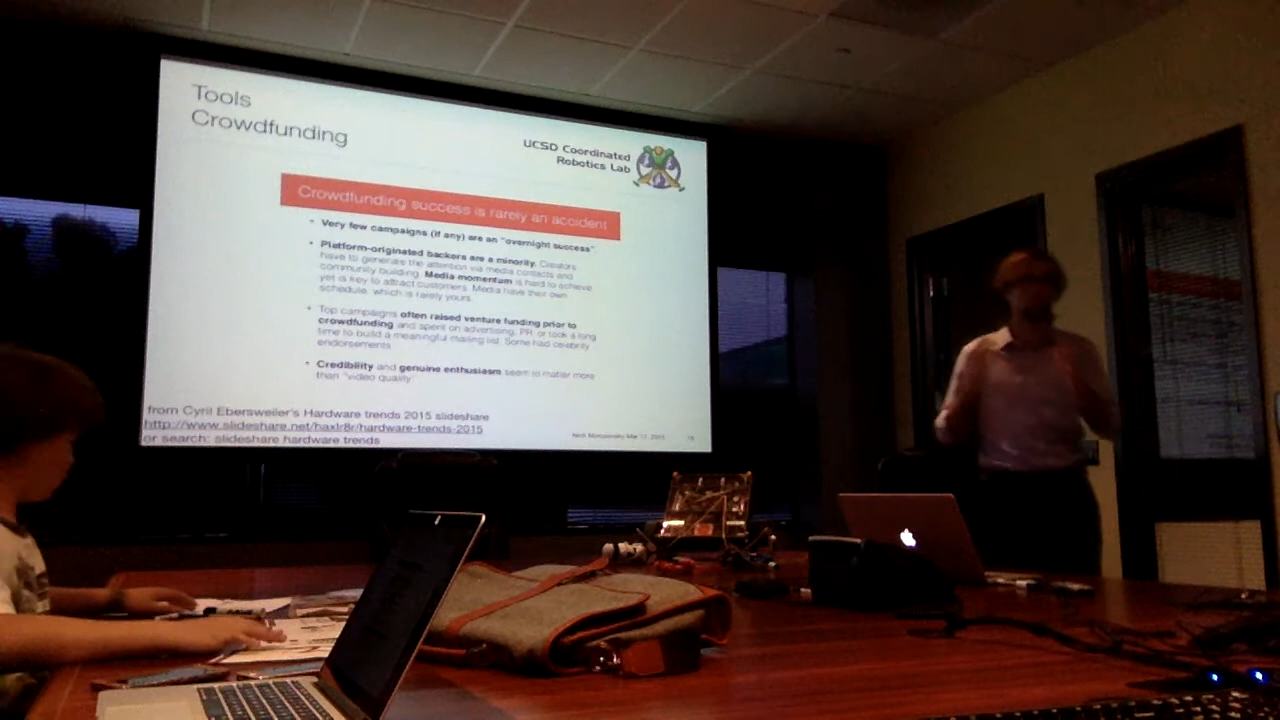 Tools
Crowdfunding
UCSD Coordinated
Robotics Lab
Crowdfunding success is rarely an accident
• Very few campaigns (if any) are an "overnight success"
• Platform-originated backers are a minority. Creators
have to generate the attention via media contacts and
community building. Media momentum is hard to achieve
yet is key to attract customers. Media have their own
schedule, which is rarely yours.
• Top campaigns often raised venture funding prior to
crowdfunding and spent on advertising, PR or took a long
time to build a meaningful mailing list. Some had celebrity
endorsements
• Credibility and genuine enthusiasm seem to matter more
than "video quality"
from Cyril Ebersweiler's Hardware trends 2015 slideshare
http://www.slideshare.net/haxlr8r/hardware-trends-2015
or search: slideshare hardware trends
2015